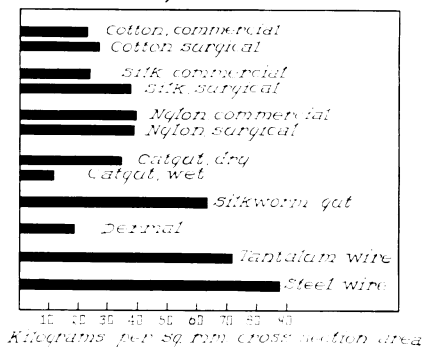 Cotton, commercial
Cotton surgical
Silk commercial
Silk, surgical
Nylon commercial
Nylon surgical
Catgut, dry
Catgut, wet
Silkworm gut
Dermal
Tantalum wire
Steel wire
10 20 30 40 50 60 70 80 90
Kilograms per sq mm cross section area